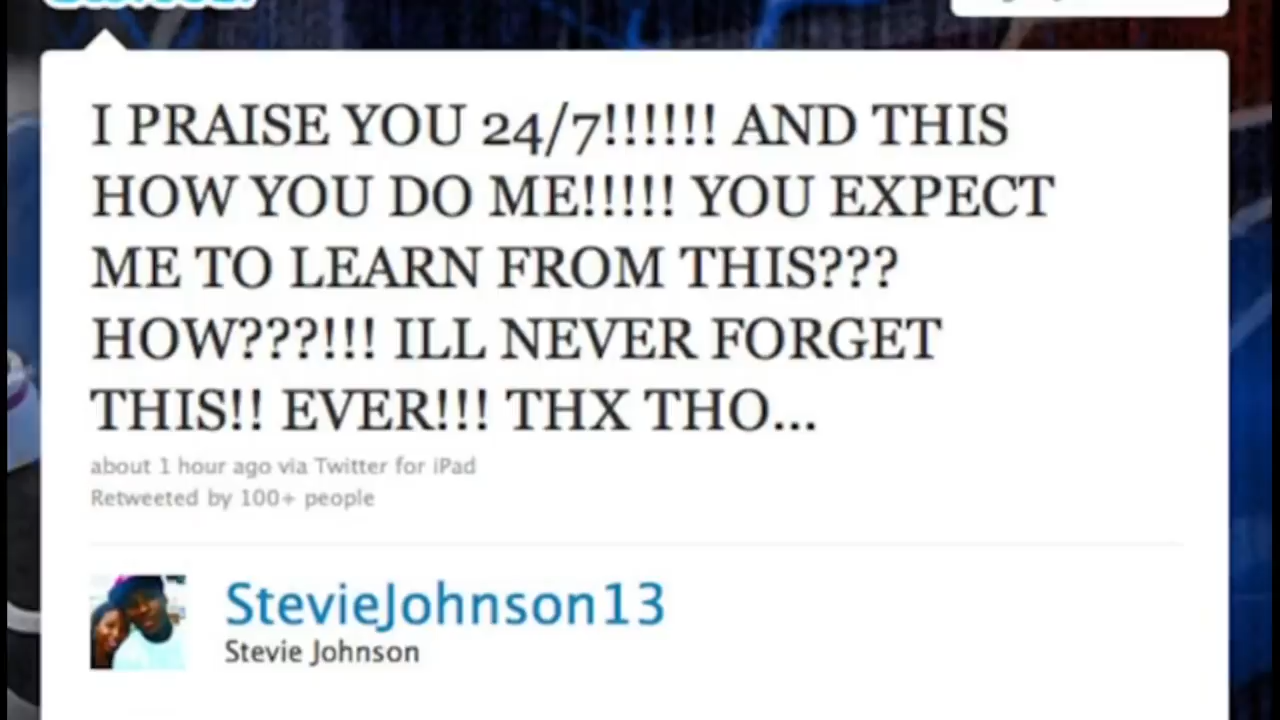 I PRAISE YOU 24/7!!!!!! AND THIS
HOW YOU DO ME!!!!! YOU EXPECT
ME TO LEARN FROM THIS???
HOW???!!! ILL NEVER FORGET
THIS!! EVER!!! THX THO...
about 1 hour ago via Twitter for iPad
Retweeted by 100+ people
StevieJohnson13
Stevie Johnson